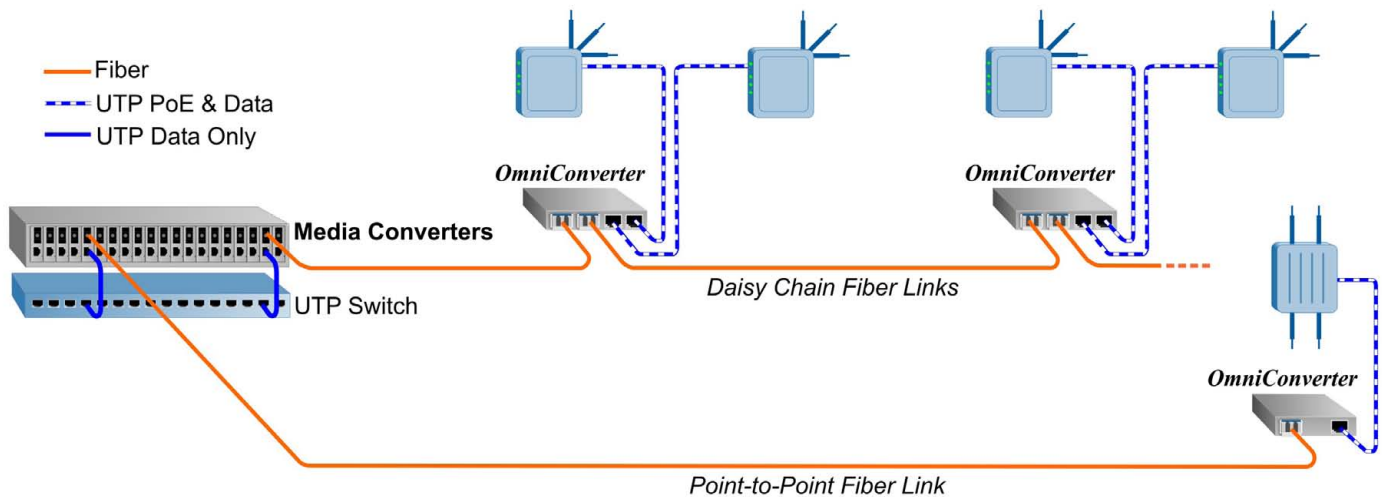 Fiber
UTP PoE & Data
UTP Data Only
OmniConverter
OmniConverter
Media Converters
Daisy Chain Fiber Links
UTP Switch
OmniConverter
Point-to-Point Fiber Link